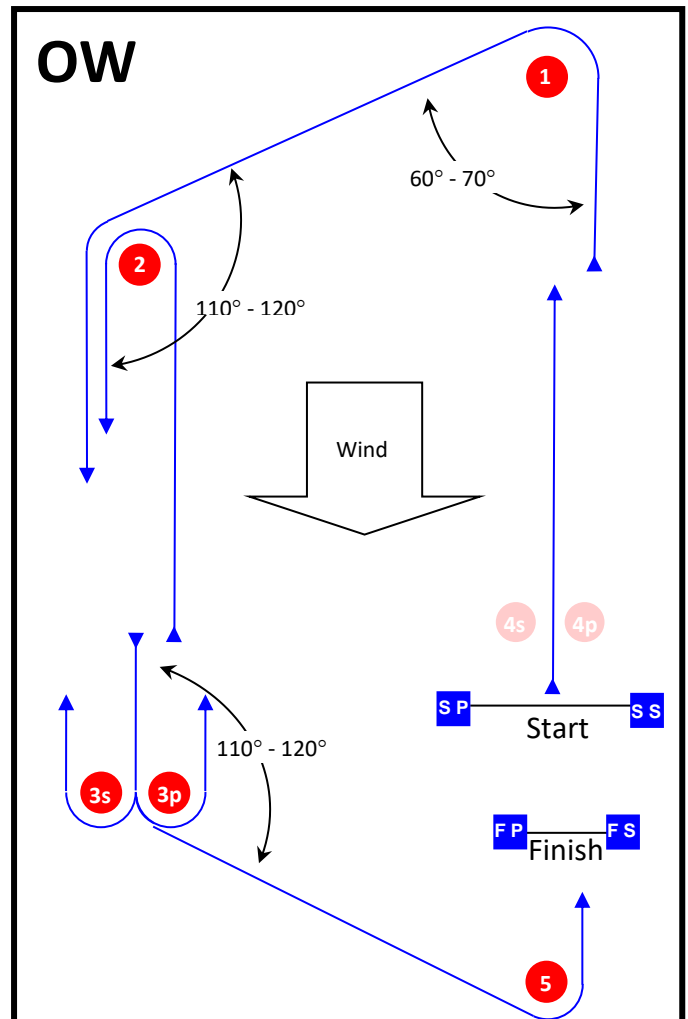 OW
1
60° - 70°
2
110° - 120°
Wind
4s 4p
S P S S
Start
110° - 120°
3s 3p
F P F S
Finish
5